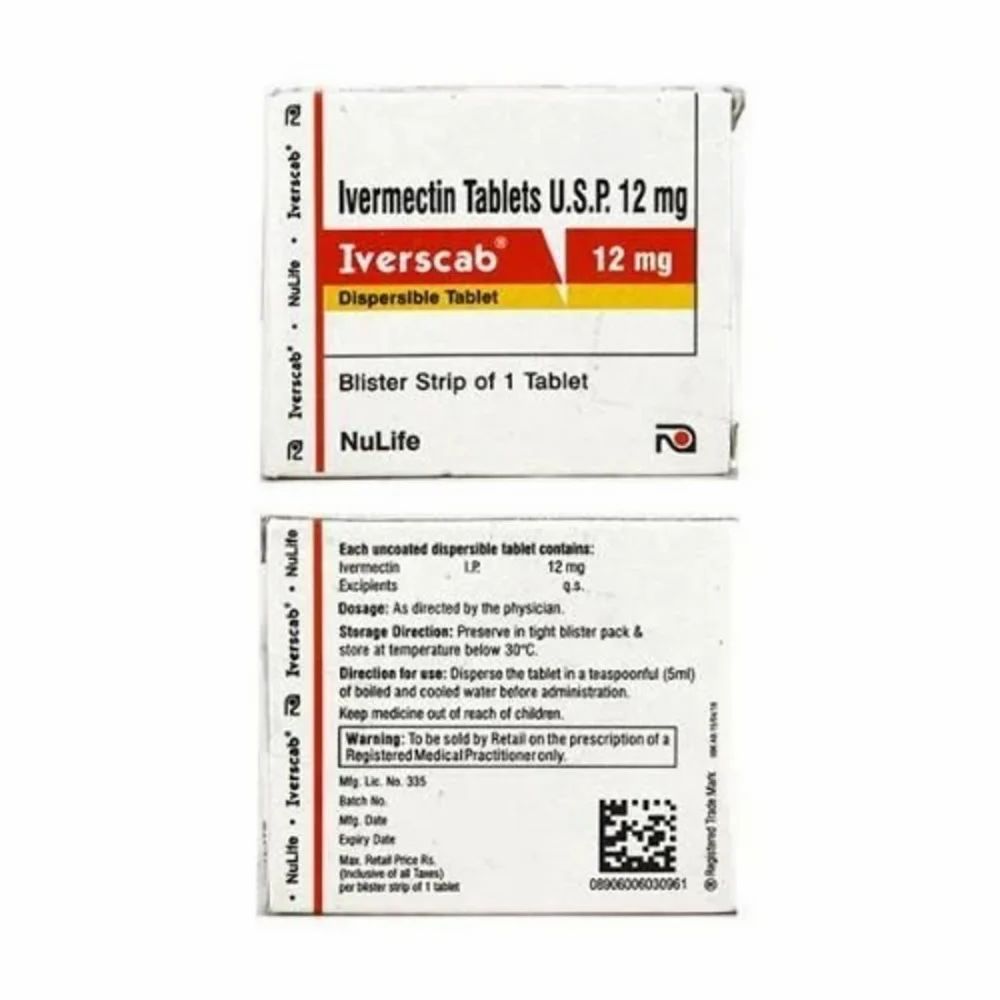 Ivermectin Tablets U.S.P. 12 mg
Iverscab® 12 mg
Dispersible Tablet
Blister Strip of 1 Tablet
NuLife
Iverscab® • NuLife • Iverscab®
Each uncoated dispersible tablet contains:
Ivermectin I.P. 12 mg
Excipients q.s.
Dosage: As directed by the physician.
Storage Direction: Preserve in tight blister pack &
store at temperature below 30°C.
Direction for use: Disperse the tablet in a teaspoonful (5ml)
of boiled and cooled water before administration.
Keep medicine out of reach of children.
Warning: To be sold by Retail on the prescription of a
Registered Medical Practitioner only.
Mfg. Lic. No. 335
Batch No.
Mfg. Date
Expiry Date
Max. Retail Price Rs.
(Inclusive of all Taxes)
per blister strip of 1 tablet
08906006030961
® Registered Trade Mark
• NuLife • Iverscab® Iverscab® • NuLife